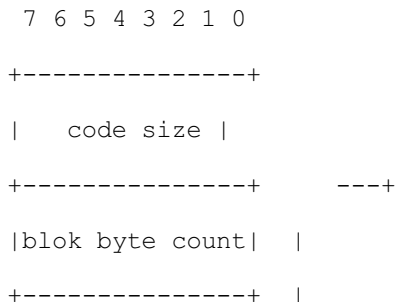 7 6 5 4 3 2 1 0
+---------------+
|   code size |
+---------------+     ---+
|blok byte count|  |
+---------------+  |